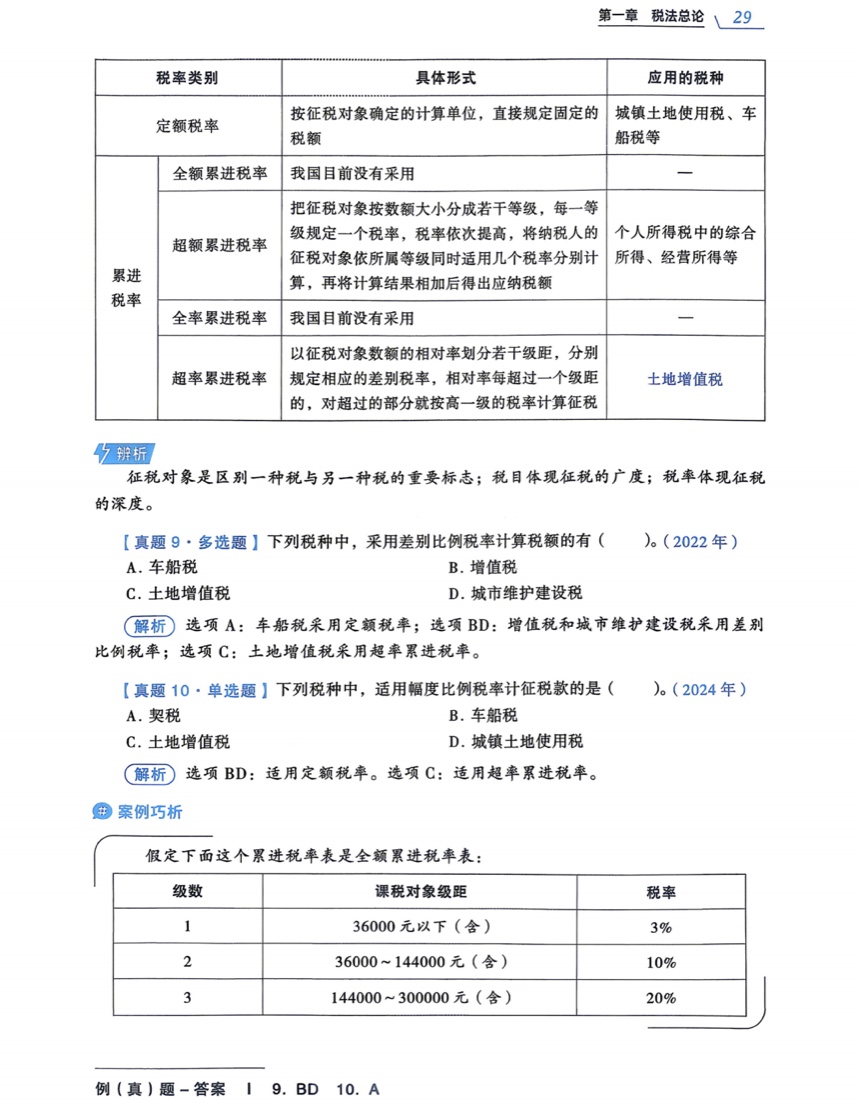 第一章 税法总论 29
税率类别 具体形式 应用的税种
定额税率 按征税对象确定的计算单位，直接规定固定的税额 城镇土地使用税、车船税等
累进税率
全额累进税率 我国目前没有采用 —
超额累进税率 把征税对象按数额大小分成若干等级，每一等级规定一个税率，税率依次提高，将纳税人的征税对象依所属等级同时适用几个税率分别计算，再将计算结果相加后得出应纳税额 个人所得税中的综合所得、经营所得等
全率累进税率 我国目前没有采用 —
超率累进税率 以征税对象数额的相对率划分若干级距，分别规定相应的差别税率，相对率每超过一个级距的，对超过的部分就按高一级的税率计算征税 土地增值税
辨析
征税对象是区别一种税与另一种税的重要标志；税目体现征税的广度；税率体现征税
的深度。
【真题 9·多选题】下列税种中，采用差别比例税率计算税额的有（ ）。（2022 年）
A. 车船税 B. 增值税
C. 土地增值税 D. 城市维护建设税
解析 选项 A：车船税采用定额税率；选项 BD：增值税和城市维护建设税采用差别
比例税率；选项 C：土地增值税采用超率累进税率。
【真题 10·单选题】下列税种中，适用幅度比例税率计征税款的是（ ）。（2024 年）
A. 契税 B. 车船税
C. 土地增值税 D. 城镇土地使用税
解析 选项 BD：适用定额税率。选项 C：适用超率累进税率。
案例巧析
假定下面这个累进税率表是全额累进税率表：
级数 课税对象级距 税率
1 36000 元以下（含） 3%
2 36000～144000 元（含） 10%
3 144000～300000 元（含） 20%
例（真）题－答案 | 9. BD 10. A